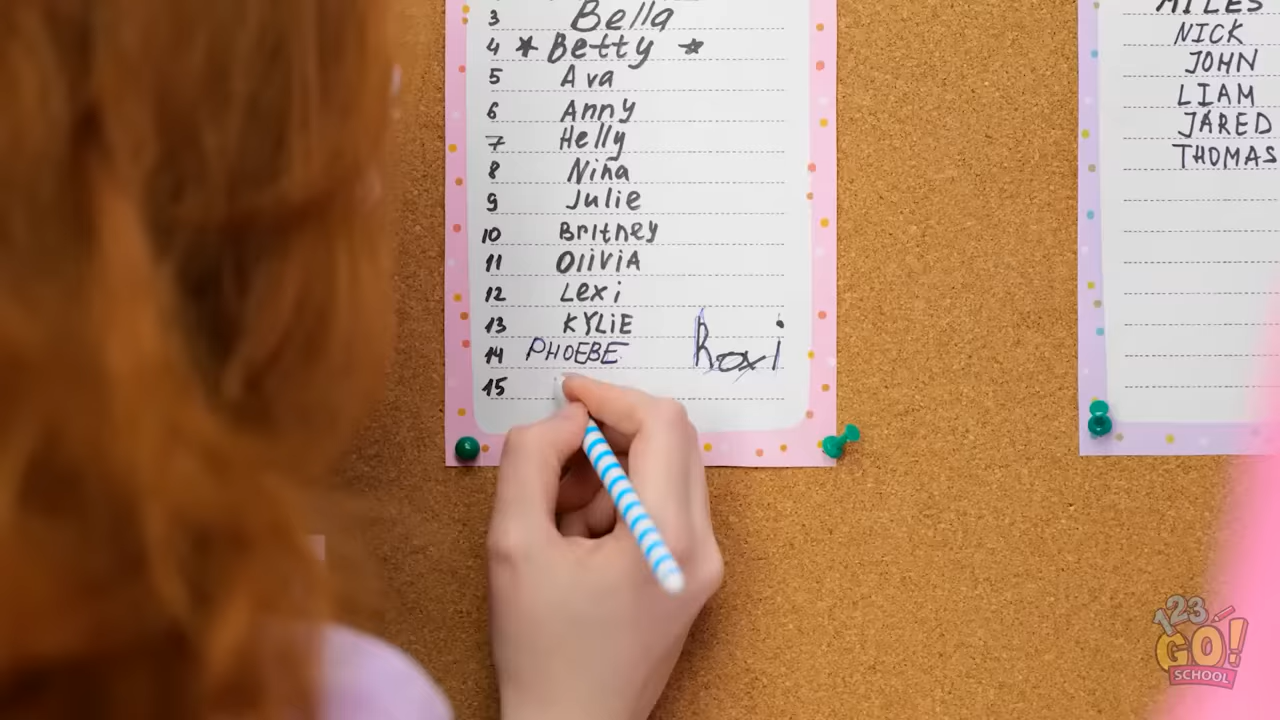 3 Bella
4 * Betty *
5 Ava
6 Anny
7 Helly
8 Nina
9 Julie
10 Britney
11 OliviA
12 Lexi
13 KYLiE
14 PHOEBE Roxi
15
MILES
NICK
JOHN
LIAM
JARED
THOMAS
123
GO!
SCHOOL